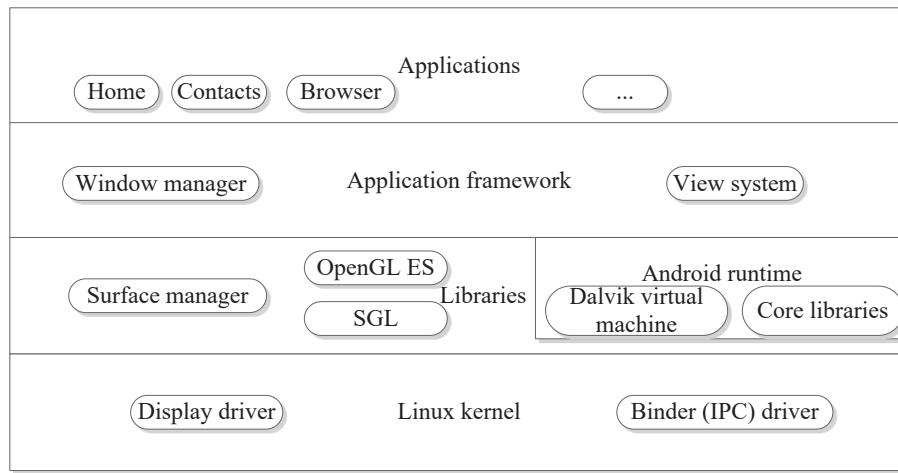 Applications
Home Contacts Browser ...
Window manager Application framework View system
OpenGL ES
Surface manager Libraries
SGL
Android runtime
Dalvik virtual
machine
Core libraries
Display driver Linux kernel Binder (IPC) driver